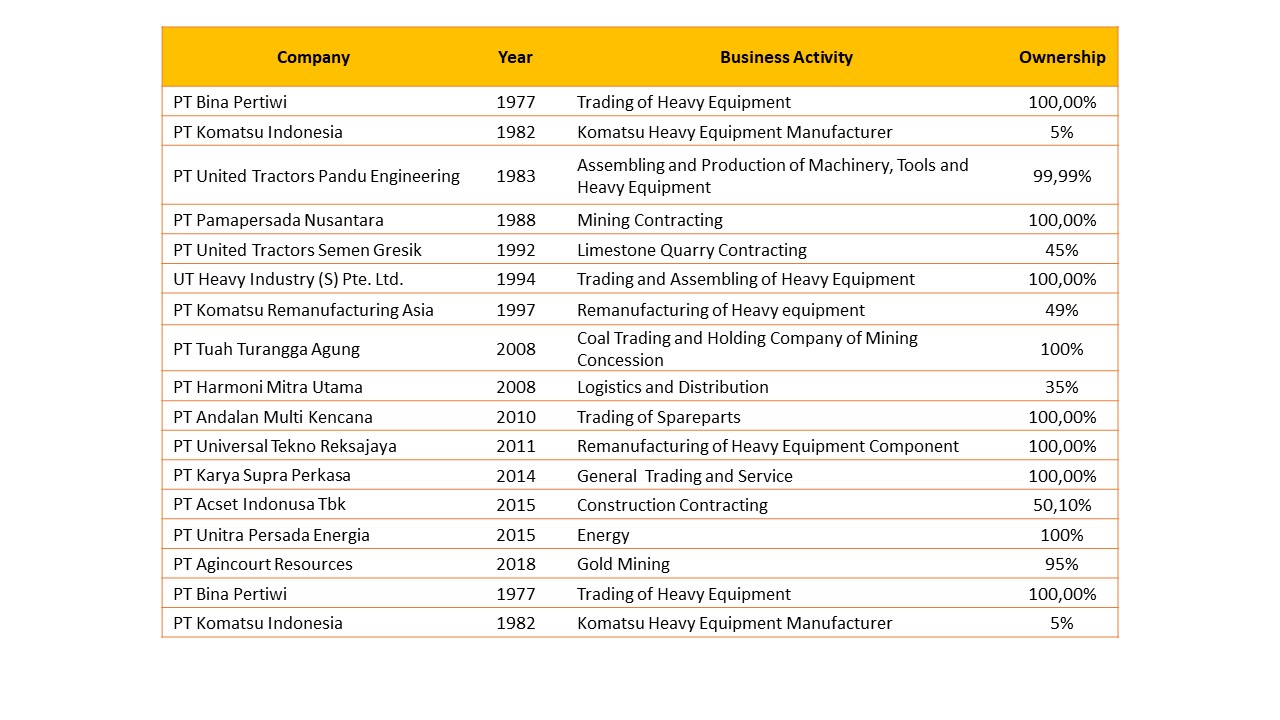 Company Year Business Activity Ownership
PT Bina Pertiwi 1977 Trading of Heavy Equipment 100,00%
PT Komatsu Indonesia 1982 Komatsu Heavy Equipment Manufacturer 5%
PT United Tractors Pandu Engineering 1983 Assembling and Production of Machinery, Tools and
Heavy Equipment 99,99%
PT Pamapersada Nusantara 1988 Mining Contracting 100,00%
PT United Tractors Semen Gresik 1992 Limestone Quarry Contracting 45%
UT Heavy Industry (S) Pte. Ltd. 1994 Trading and Assembling of Heavy Equipment 100,00%
PT Komatsu Remanufacturing Asia 1997 Remanufacturing of Heavy equipment 49%
PT Tuah Turangga Agung 2008 Coal Trading and Holding Company of Mining
Concession 100%
PT Harmoni Mitra Utama 2008 Logistics and Distribution 35%
PT Andalan Multi Kencana 2010 Trading of Spareparts 100,00%
PT Universal Tekno Reksajaya 2011 Remanufacturing of Heavy Equipment Component 100,00%
PT Karya Supra Perkasa 2014 General Trading and Service 100,00%
PT Acset Indonusa Tbk 2015 Construction Contracting 50,10%
PT Unitra Persada Energia 2015 Energy 100%
PT Agincourt Resources 2018 Gold Mining 95%
PT Bina Pertiwi 1977 Trading of Heavy Equipment 100,00%
PT Komatsu Indonesia 1982 Komatsu Heavy Equipment Manufacturer 5%